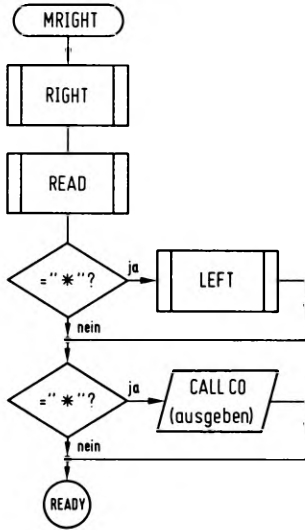 MRIGHT
RIGHT
READ
=" * "?
ja
LEFT
nein
=" * "?
ja
CALL CO
(ausgeben)
nein
READY